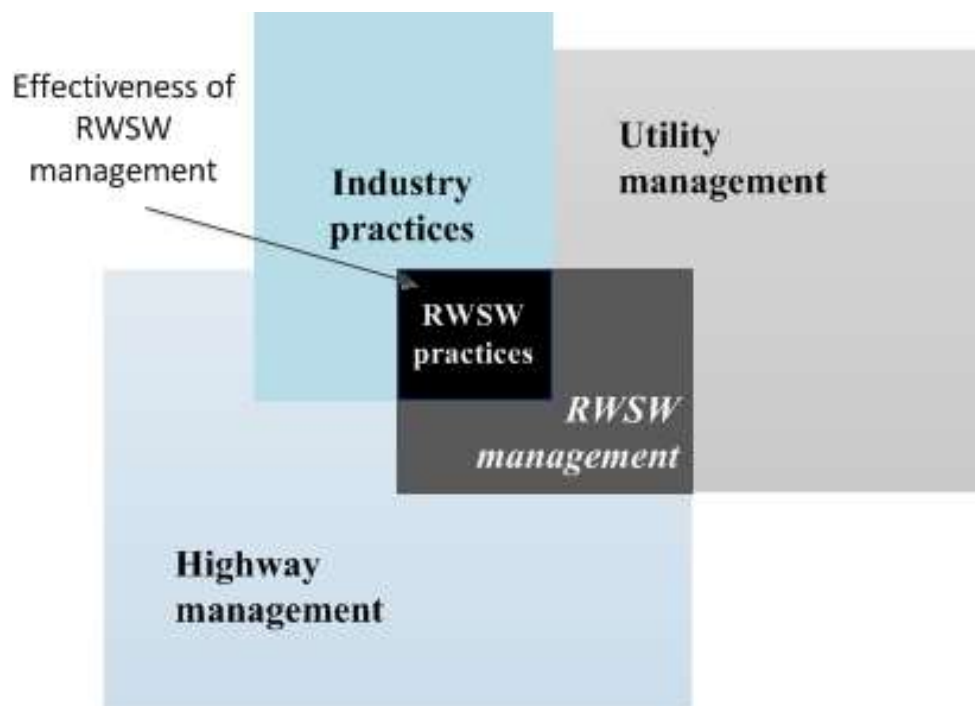 Effectiveness of
RWSW
management
Industry
practices
Utility
management
RWSW
practices
RWSW
management
Highway
management